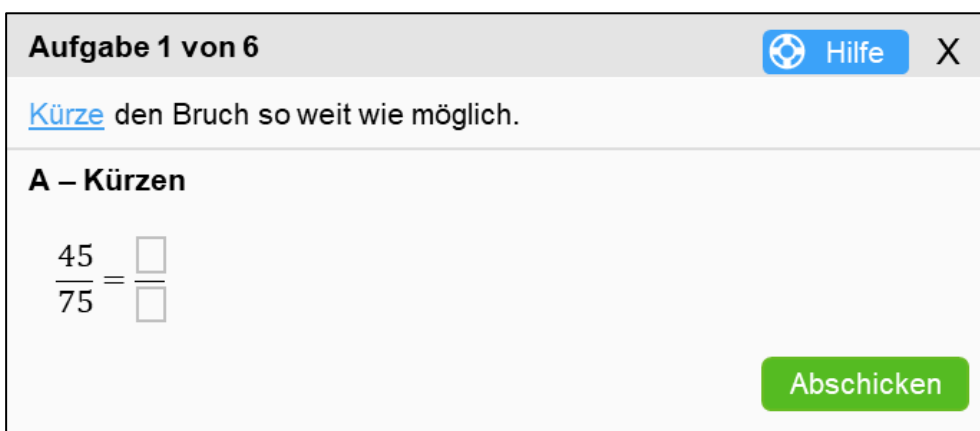 Aufgabe 1 von 6
Hilfe X
Kürze den Bruch so weit wie möglich.
A – Kürzen
45
75
=
Abschicken